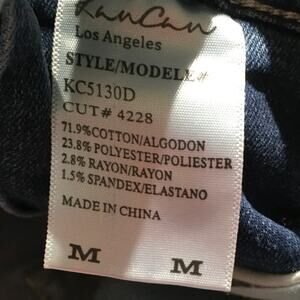 KanCan
Los Angeles
STYLE/MODELE#
KC5130D
CUT# 4228
71.9%COTTON/ALGODON
23.8%POLYESTER/POLIESTER
2.8%RAYON/RAYON
1.5%SPANDEX/ELASTANO
MADE IN CHINA
M M